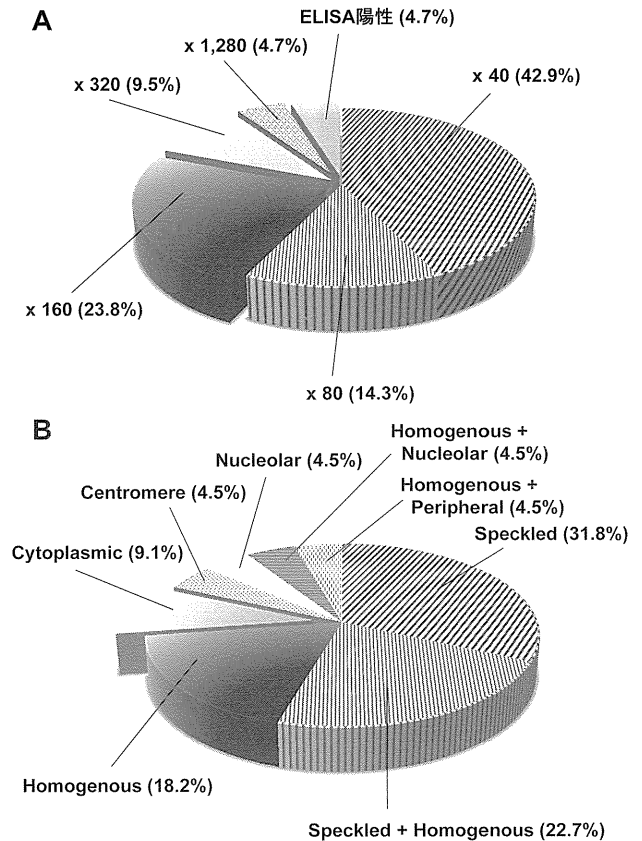 A
ELISA陽性 (4.7%)
x 1,280 (4.7%)
x 320 (9.5%)
x 40 (42.9%)
x 160 (23.8%)
x 80 (14.3%)
B
Homogenous +
Nucleolar (4.5%)
Nucleolar (4.5%)
Homogenous +
Peripheral (4.5%)
Centromere (4.5%)
Speckled (31.8%)
Cytoplasmic (9.1%)
Homogenous (18.2%)
Speckled + Homogenous (22.7%)